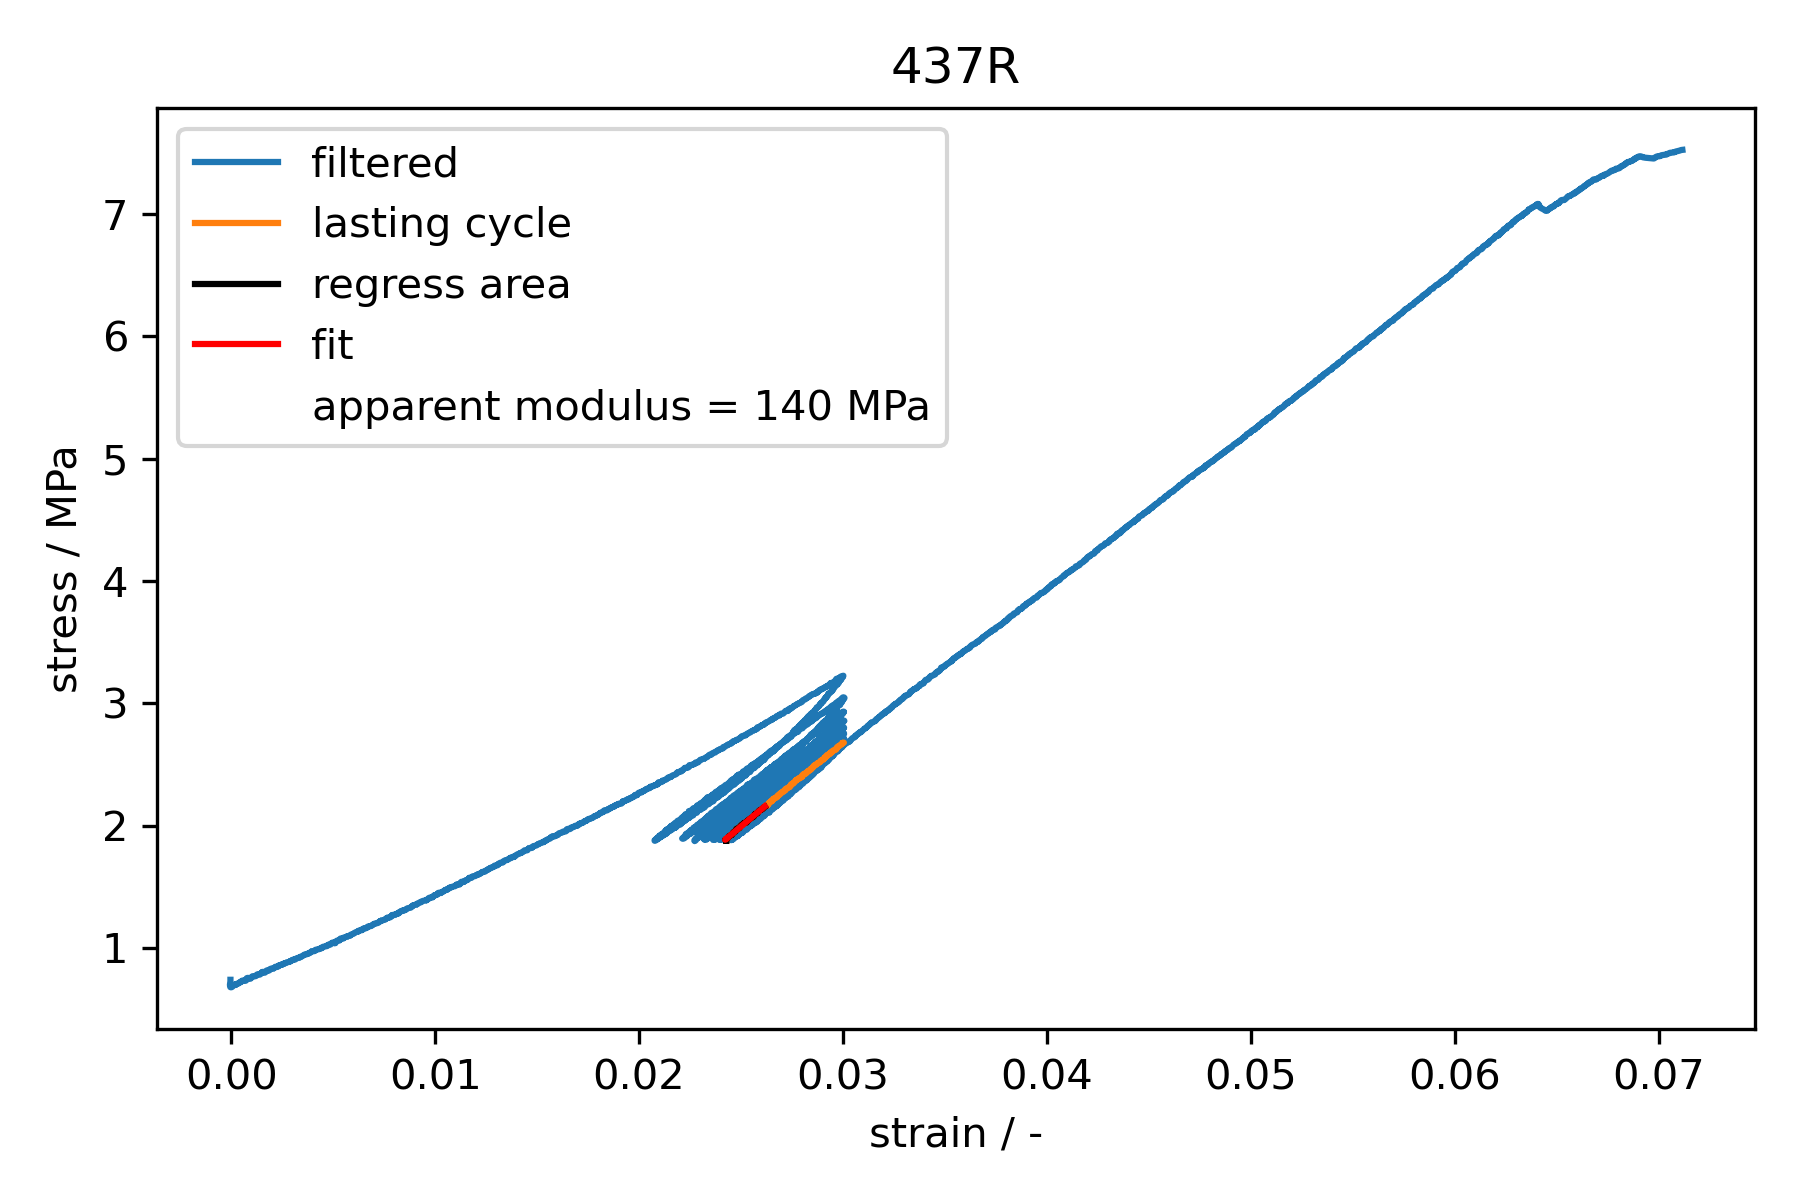 437R
filtered
lasting cycle
regress area
fit
apparent modulus = 140 MPa
7
6
5
4
3
2
1
stress / MPa
0.00 0.01 0.02 0.03 0.04 0.05 0.06 0.07
strain / -